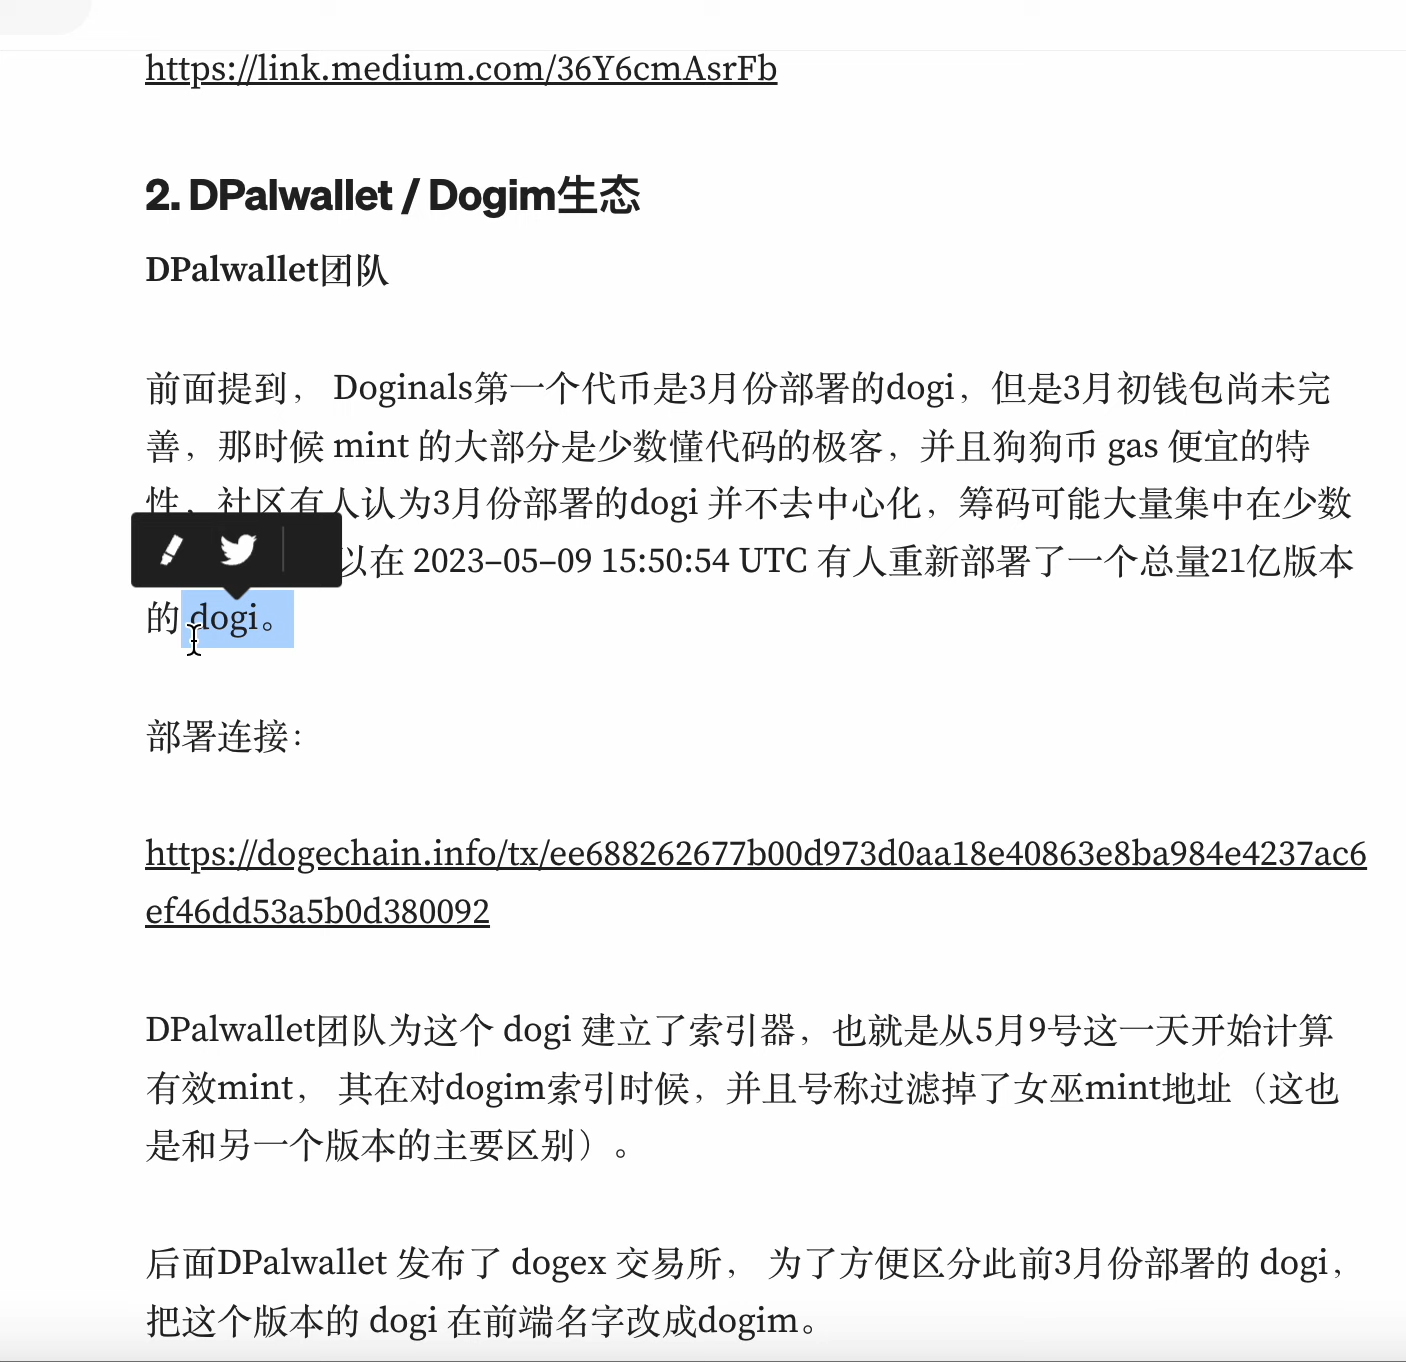 https://link.medium.com/36Y6cmAsrFb
2. DPalwallet / Dogim生态
DPalwallet团队
前面提到， Doginals第一个代币是3月份部署的dogi，但是3月初钱包尚未完
善，那时候 mint 的大部分是少数懂代码的极客，并且狗狗币 gas 便宜的特
性，社区有人认为3月份部署的dogi 并不去中心化，筹码可能大量集中在少数
以在 2023-05-09 15:50:54 UTC 有人重新部署了一个总量21亿版本
的 dogi。
部署连接：
https://dogechain.info/tx/ee688262677b00d973d0aa18e40863e8ba984e4237ac6
ef46dd53a5b0d380092
DPalwallet团队为这个 dogi 建立了索引器，也就是从5月9号这一天开始计算
有效mint， 其在对dogim索引时候，并且号称过滤掉了女巫mint地址（这也
是和另一个版本的主要区别）。
后面DPalwallet 发布了 dogex 交易所， 为了方便区分此前3月份部署的 dogi，
把这个版本的 dogi 在前端名字改成dogim。